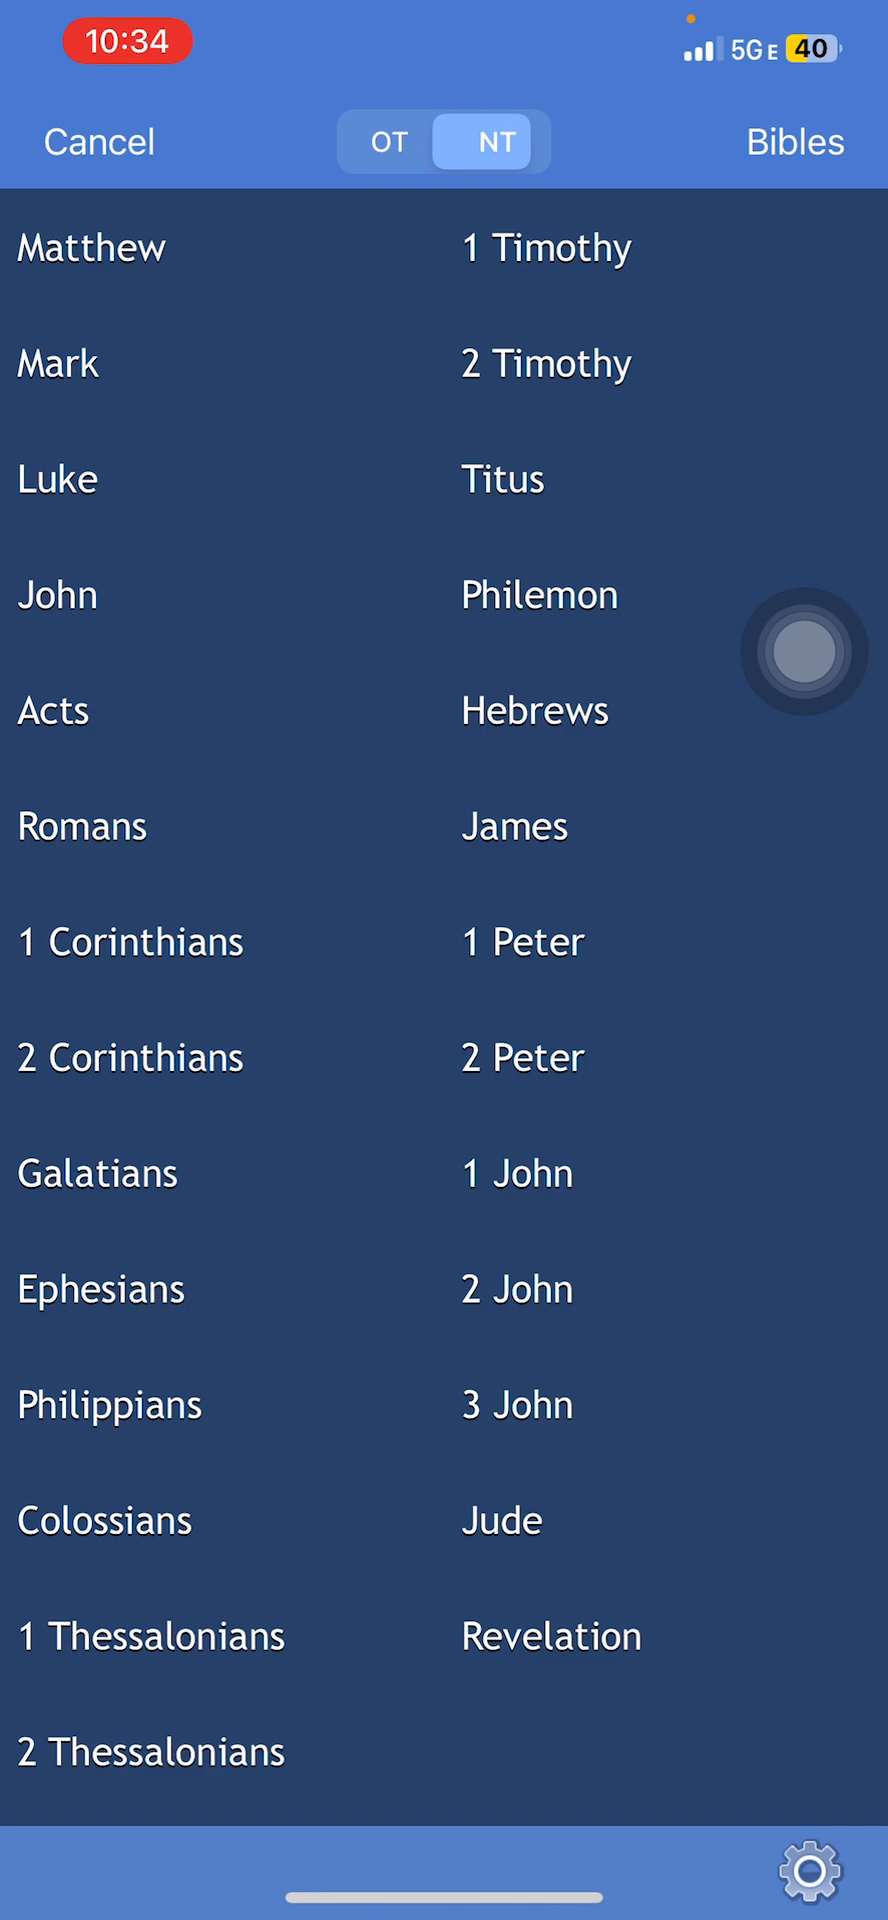 10:34
5GE 40
Cancel OT NT Bibles
Matthew
Mark
Luke
John
Acts
Romans
1 Corinthians
2 Corinthians
Galatians
Ephesians
Philippians
Colossians
1 Thessalonians
2 Thessalonians
1 Timothy
2 Timothy
Titus
Philemon
Hebrews
James
1 Peter
2 Peter
1 John
2 John
3 John
Jude
Revelation